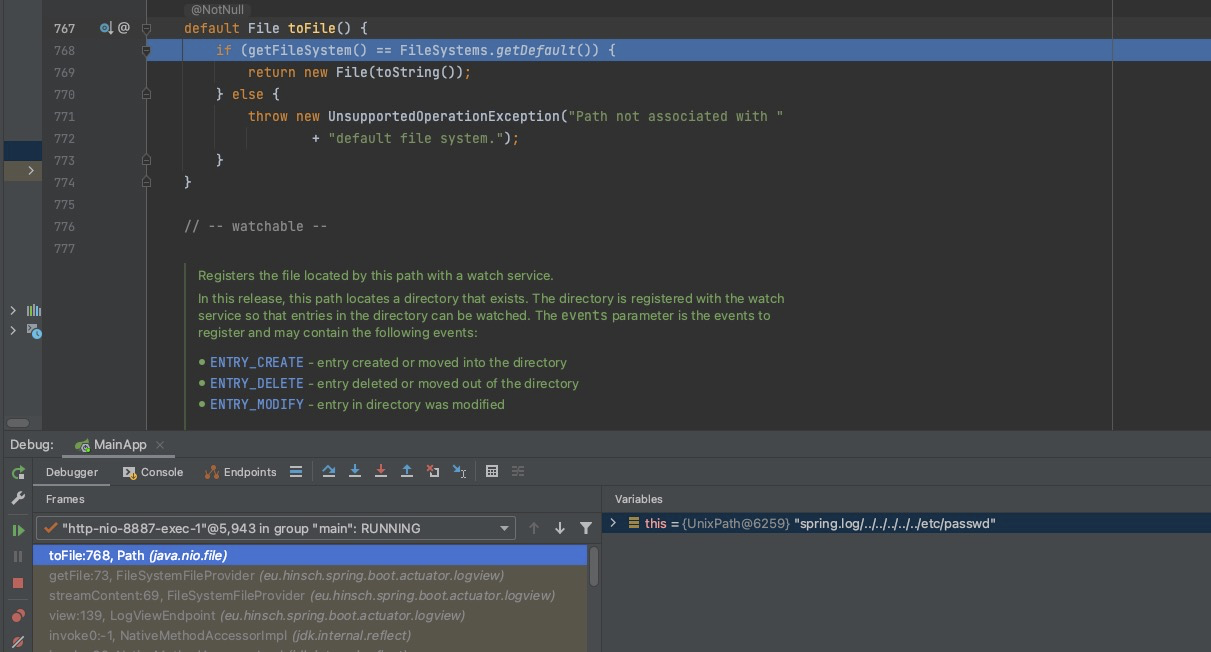 @NotNull
767 @ default File toFile() {
768 if (getFileSystem() == FileSystems.getDefault()) {
769 return new File(toString());
770 } else {
771 throw new UnsupportedOperationException("Path not associated with "
772 + "default file system.");
773 }
774 }
775
776 // -- watchable --
777
Registers the file located by this path with a watch service.
In this release, this path locates a directory that exists. The directory is registered with the watch
service so that entries in the directory can be watched. The events parameter is the events to
register and may contain the following events:
• ENTRY_CREATE - entry created or moved into the directory
• ENTRY_DELETE - entry deleted or moved out of the directory
• ENTRY_MODIFY - entry in directory was modified
Debug: MainApp
Debugger Console Endpoints
Frames
Variables
"http-nio-8887-exec-1"@5,943 in group "main": RUNNING
this = {UnixPath@6259} "spring.log/../../../../../etc/passwd"
toFile:768, Path (java.nio.file)
getFile:73, FileSystemFileProvider (eu.hinsch.spring.boot.actuator.logview)
streamContent:69, FileSystemFileProvider (eu.hinsch.spring.boot.actuator.logview)
view:139, LogViewEndpoint (eu.hinsch.spring.boot.actuator.logview)
invoke0:-1, NativeMethodAccessorImpl (jdk.internal.reflect)